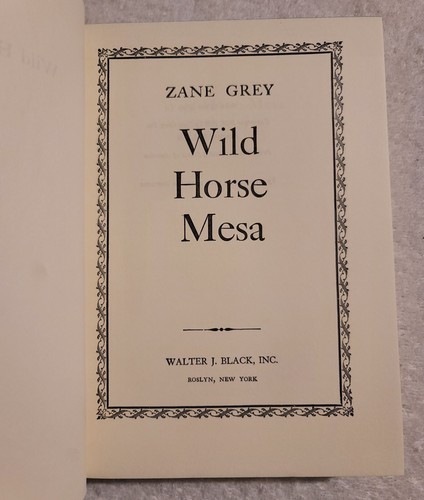 ZANE GREY
Wild
Horse
Mesa
WALTER J. BLACK, INC.
ROSLYN, NEW YORK